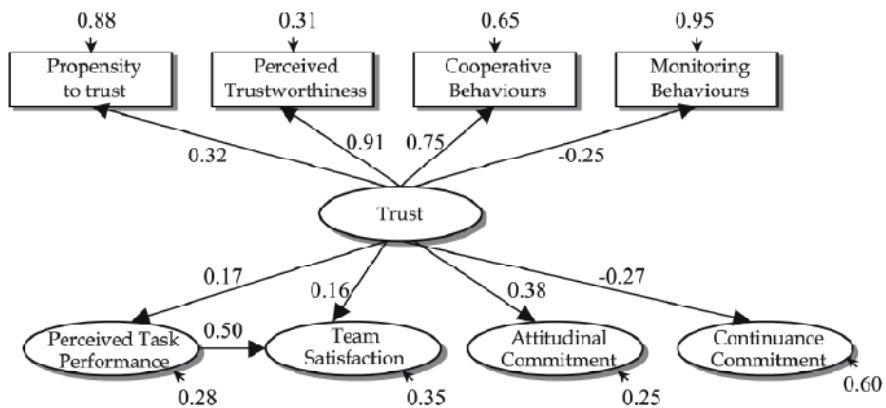 0.88
0.31
0.65
0.95
Propensity
to trust
Perceived
Trustworthiness
Cooperative
Behaviours
Monitoring
Behaviours
0.32
0.91
0.75
-0.25
Trust
0.17
0.16
0.38
-0.27
Perceived Task
Performance
0.50
Team
Satisfaction
Attitudinal
Commitment
Continuance
Commitment
0.28
0.35
0.25
0.60